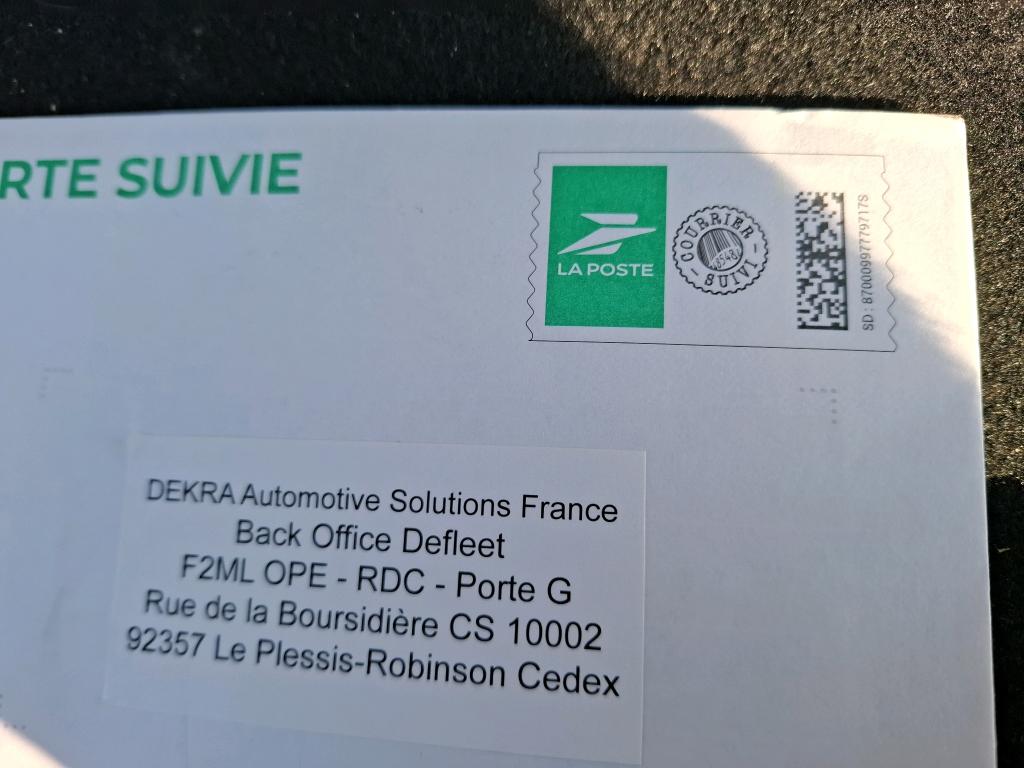 RTE SUIVIE
LA POSTE
COURRIER
SUIVI
SD : 87000997779717S
DEKRA Automotive Solutions France
Back Office Defleet
F2ML OPE - RDC - Porte G
Rue de la Boursidière CS 10002
92357 Le Plessis-Robinson Cedex